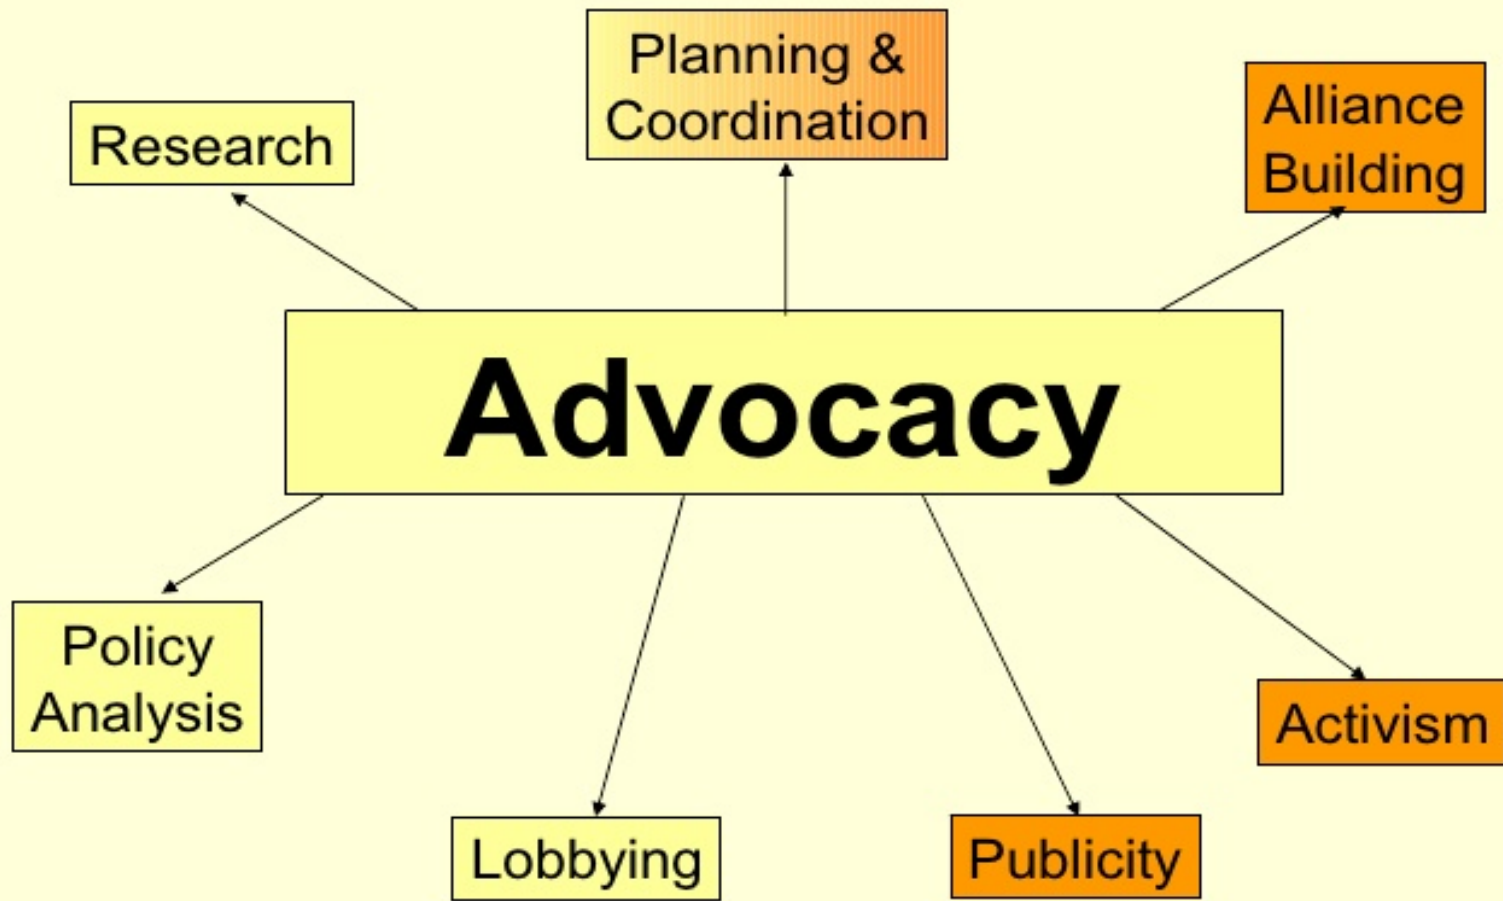 Planning &
Coordination
Alliance
Building
Research
Advocacy
Policy
Analysis
Activism
Lobbying
Publicity